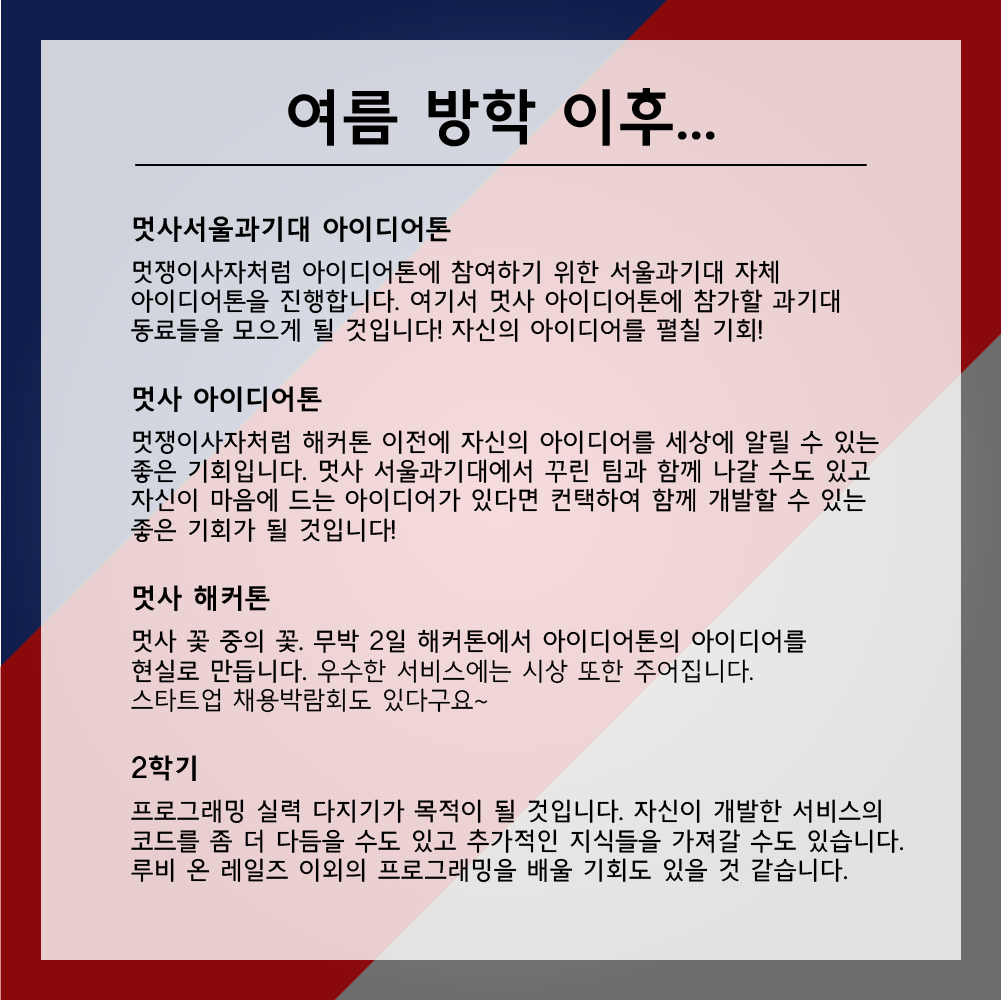 여름 방학 이후...
멋사서울과기대 아이디어톤
멋쟁이사자처럼 아이디어톤에 참여하기 위한 서울과기대 자체
아이디어톤을 진행합니다. 여기서 멋사 아이디어톤에 참가할 과기대
동료들을 모으게 될 것입니다! 자신의 아이디어를 펼칠 기회!
멋사 아이디어톤
멋쟁이사자처럼 해커톤 이전에 자신의 아이디어를 세상에 알릴 수 있는
좋은 기회입니다. 멋사 서울과기대에서 꾸린 팀과 함께 나갈 수도 있고
자신이 마음에 드는 아이디어가 있다면 컨택하여 함께 개발할 수 있는
좋은 기회가 될 것입니다!
멋사 해커톤
멋사 꽃 중의 꽃. 무박 2일 해커톤에서 아이디어톤의 아이디어를
현실로 만듭니다. 우수한 서비스에는 시상 또한 주어집니다.
스타트업 채용박람회도 있다구요~
2학기
프로그래밍 실력 다지기가 목적이 될 것입니다. 자신이 개발한 서비스의
코드를 좀 더 다듬을 수도 있고 추가적인 지식들을 가져갈 수도 있습니다.
루비 온 레일즈 이외의 프로그래밍을 배울 기회도 있을 것 같습니다.